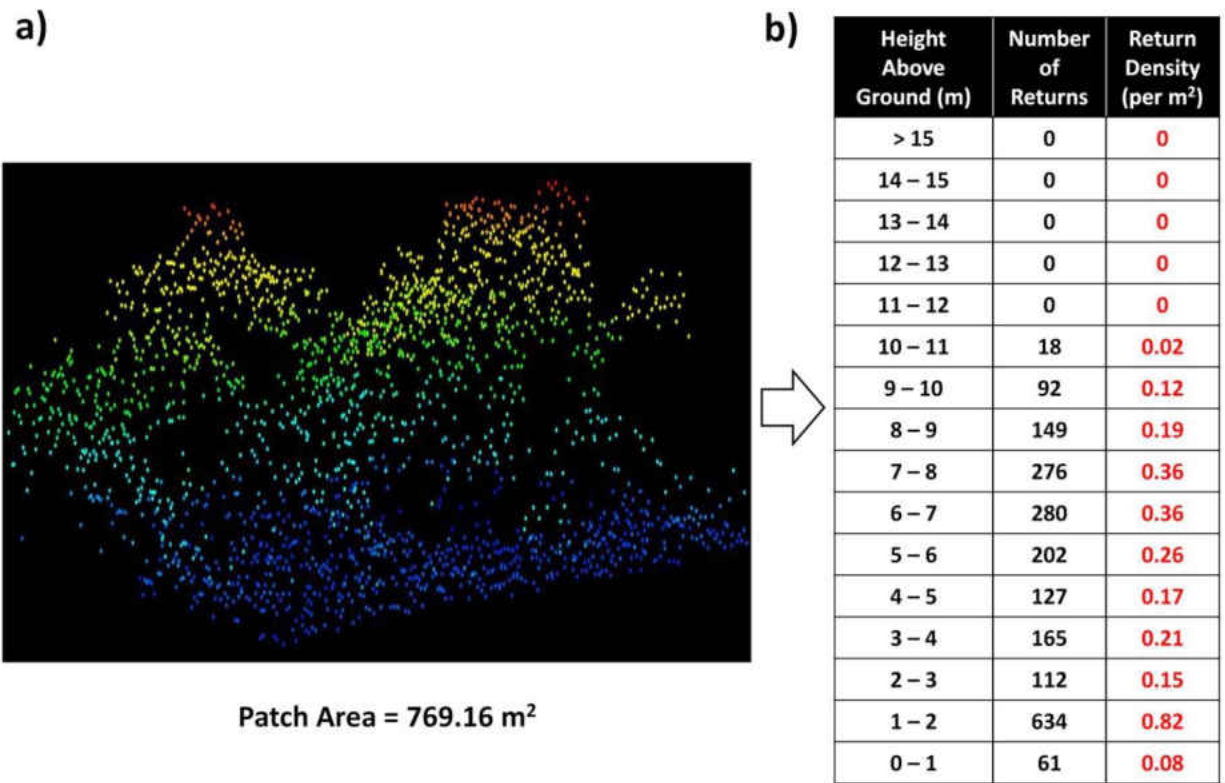 a)
Patch Area = 769.16 m²
b)
Height Above Ground (m) Number of Returns Return Density (per m²)
> 15 0 0
14 – 15 0 0
13 – 14 0 0
12 – 13 0 0
11 – 12 0 0
10 – 11 18 0.02
9 – 10 92 0.12
8 – 9 149 0.19
7 – 8 276 0.36
6 – 7 280 0.36
5 – 6 202 0.26
4 – 5 127 0.17
3 – 4 165 0.21
2 – 3 112 0.15
1 – 2 634 0.82
0 – 1 61 0.08